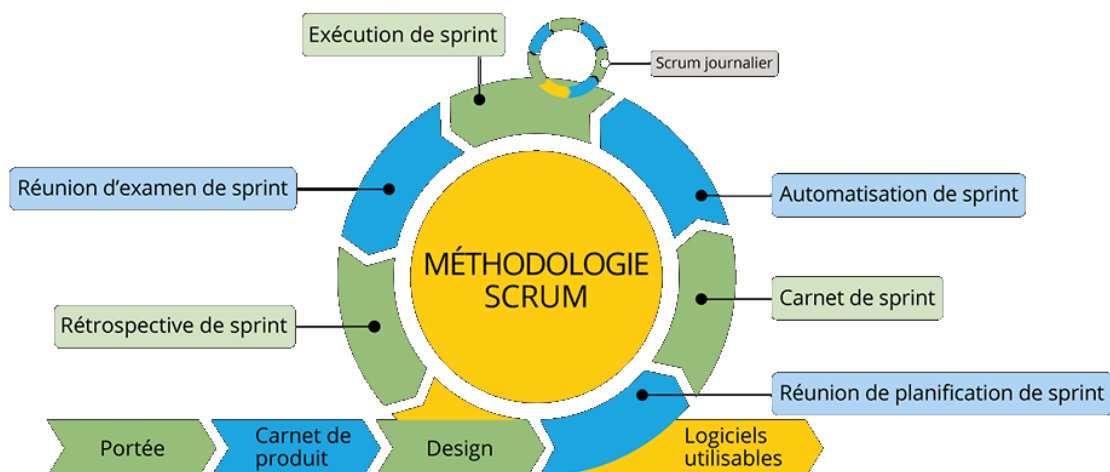 Exécution de sprint
Scrum journalier
Réunion d'examen de sprint
Automatisation de sprint
MÉTHODOLOGIE
SCRUM
Carnet de sprint
Rétrospective de sprint
Réunion de planification de sprint
Portée
Carnet de
produit
Design
Logiciels
utilisables